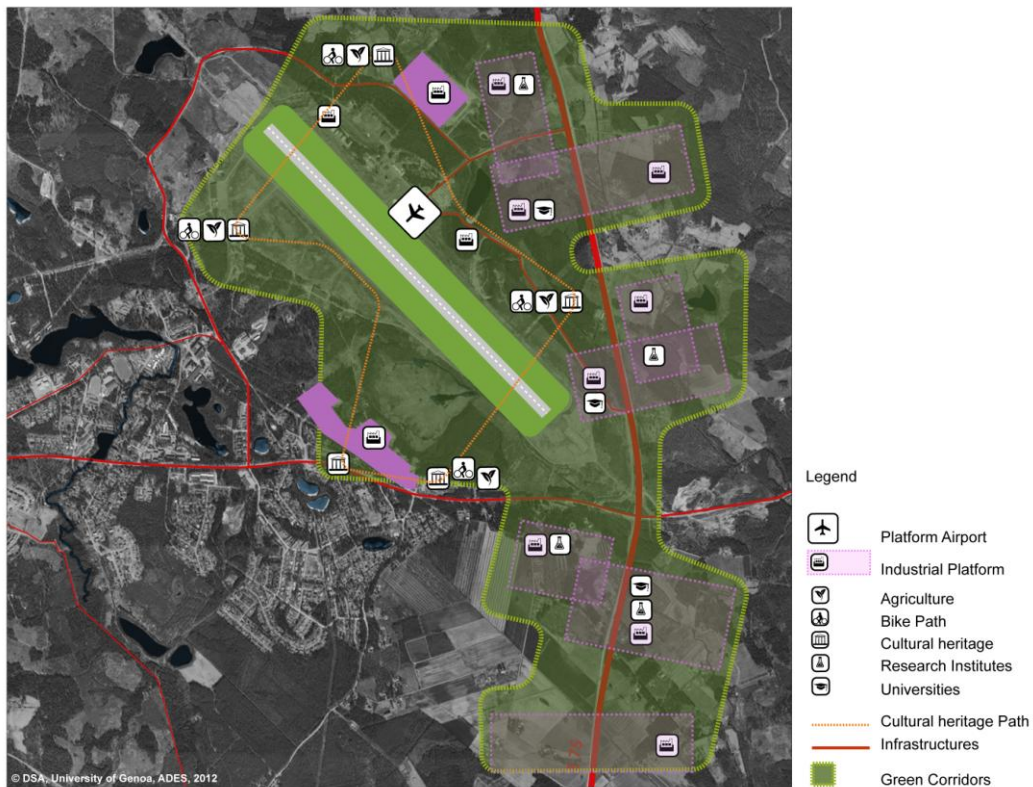 Legend
Platform Airport
Industrial Platform
Agriculture
Bike Path
Cultural heritage
Research Institutes
Universities
Cultural heritage Path
Infrastructures
Green Corridors
© DSA, University of Genoa, ADES, 2012